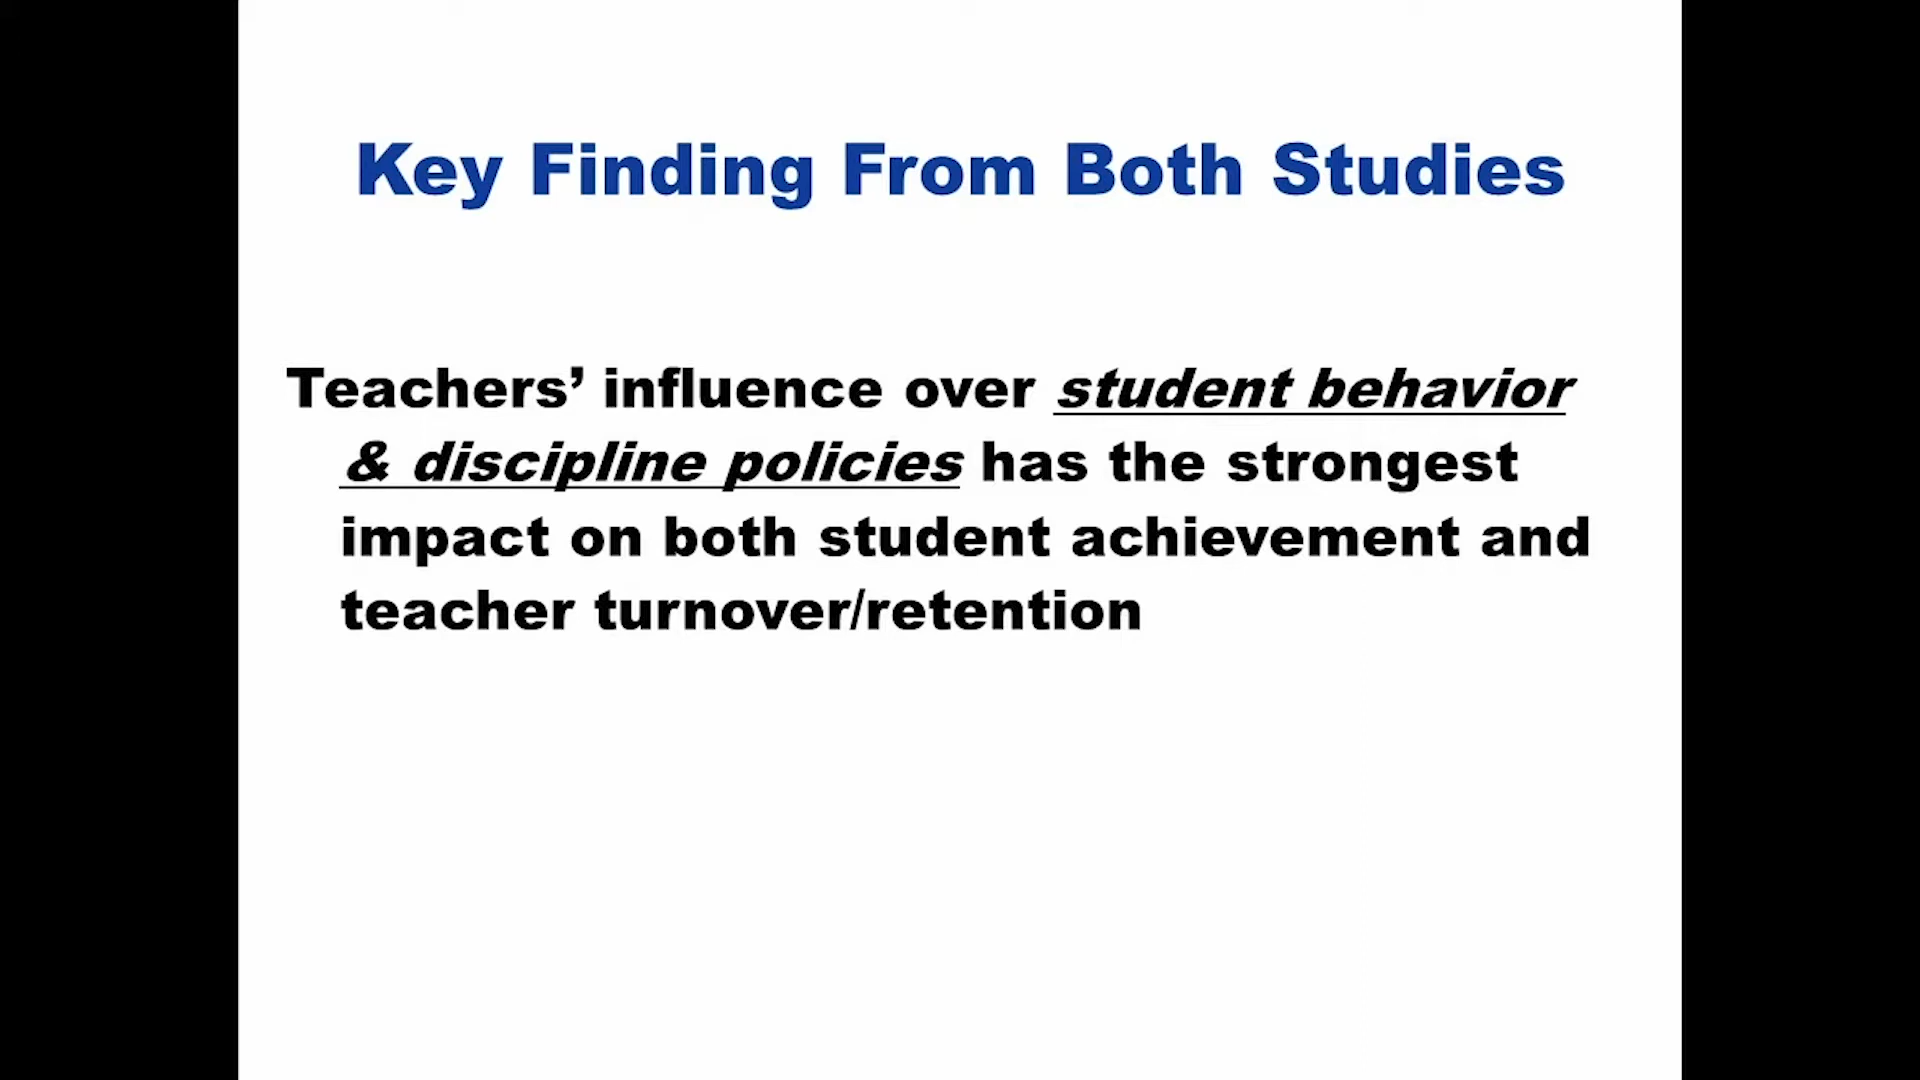 Key Finding From Both Studies
Teachers’ influence over student behavior
& discipline policies has the strongest
impact on both student achievement and
teacher turnover/retention